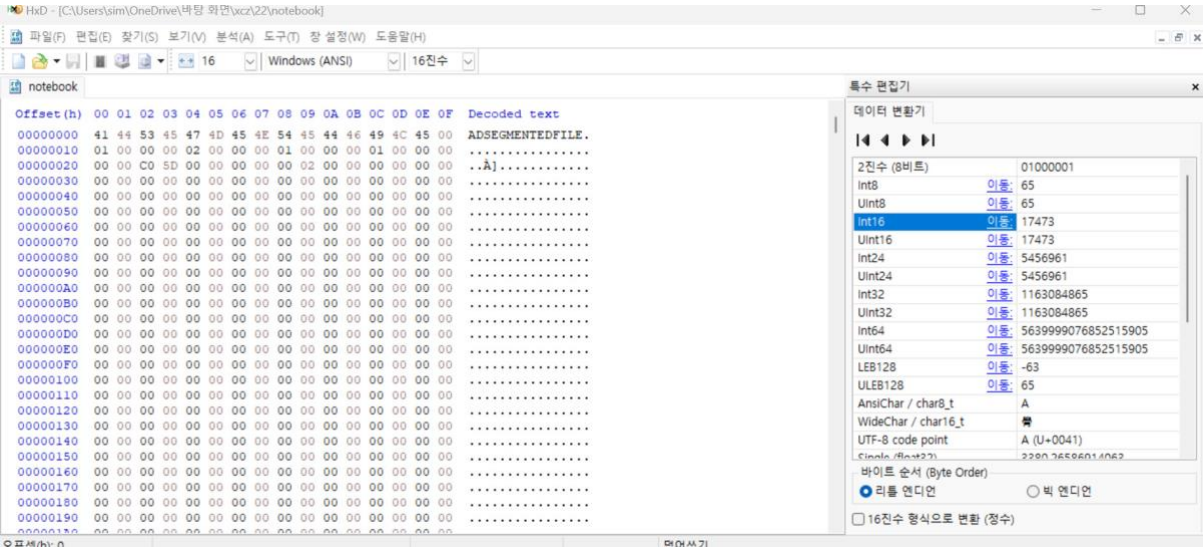 HxD - [C:\Users\sim\OneDrive\바탕 화면\xcz\22\notebook]
파일(F) 편집(E) 찾기(S) 보기(V) 분석(A) 도구(T) 창 설정(W) 도움말(H)
16 Windows (ANSI) 16진수
notebook
Offset(h) 00 01 02 03 04 05 06 07 08 09 0A 0B 0C 0D 0E 0F Decoded text
00000000 41 44 53 45 47 4D 45 4E 54 45 44 46 49 4C 45 00 ADSEGMENTEDFILE.
00000010 01 00 00 00 02 00 00 00 01 00 00 00 01 00 00 00 ................
00000020 00 00 C0 5D 00 00 00 00 00 02 00 00 00 00 00 00 ..À]............
00000030 00 00 00 00 00 00 00 00 00 00 00 00 00 00 00 00 ................
00000040 00 00 00 00 00 00 00 00 00 00 00 00 00 00 00 00 ................
00000050 00 00 00 00 00 00 00 00 00 00 00 00 00 00 00 00 ................
00000060 00 00 00 00 00 00 00 00 00 00 00 00 00 00 00 00 ................
00000070 00 00 00 00 00 00 00 00 00 00 00 00 00 00 00 00 ................
00000080 00 00 00 00 00 00 00 00 00 00 00 00 00 00 00 00 ................
00000090 00 00 00 00 00 00 00 00 00 00 00 00 00 00 00 00 ................
000000A0 00 00 00 00 00 00 00 00 00 00 00 00 00 00 00 00 ................
000000B0 00 00 00 00 00 00 00 00 00 00 00 00 00 00 00 00 ................
000000C0 00 00 00 00 00 00 00 00 00 00 00 00 00 00 00 00 ................
000000D0 00 00 00 00 00 00 00 00 00 00 00 00 00 00 00 00 ................
000000E0 00 00 00 00 00 00 00 00 00 00 00 00 00 00 00 00 ................
000000F0 00 00 00 00 00 00 00 00 00 00 00 00 00 00 00 00 ................
00000100 00 00 00 00 00 00 00 00 00 00 00 00 00 00 00 00 ................
00000110 00 00 00 00 00 00 00 00 00 00 00 00 00 00 00 00 ................
00000120 00 00 00 00 00 00 00 00 00 00 00 00 00 00 00 00 ................
00000130 00 00 00 00 00 00 00 00 00 00 00 00 00 00 00 00 ................
00000140 00 00 00 00 00 00 00 00 00 00 00 00 00 00 00 00 ................
00000150 00 00 00 00 00 00 00 00 00 00 00 00 00 00 00 00 ................
00000160 00 00 00 00 00 00 00 00 00 00 00 00 00 00 00 00 ................
00000170 00 00 00 00 00 00 00 00 00 00 00 00 00 00 00 00 ................
00000180 00 00 00 00 00 00 00 00 00 00 00 00 00 00 00 00 ................
00000190 00 00 00 00 00 00 00 00 00 00 00 00 00 00 00 00 ................
오프셋(h): 0 덮어쓰기
특수 편집기
데이터 변환기
2진수 (8비트) 01000001
Int8 이동: 65
UInt8 이동: 65
Int16 이동: 17473
UInt16 이동: 17473
Int24 이동: 5456961
UInt24 이동: 5456961
Int32 이동: 1163084865
UInt32 이동: 1163084865
Int64 이동: 5639999076852515905
UInt64 이동: 5639999076852515905
LEB128 이동: -63
ULEB128 이동: 65
AnsiChar / char8_t A
WideChar / char16_t
UTF-8 code point A (U+0041)
바이트 순서 (Byte Order)
리틀 엔디언 빅 엔디언
16진수 형식으로 변환 (정수)